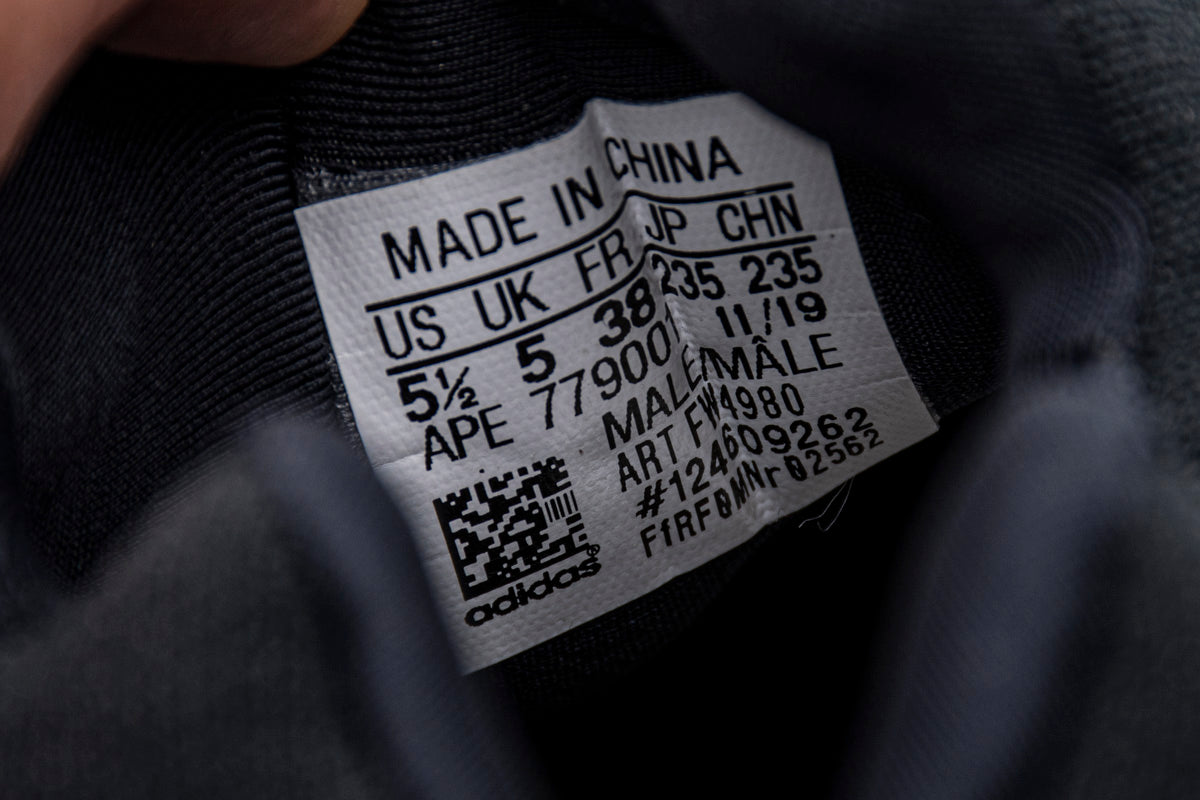 MADE IN CHINA
US UK FR JP CHN
5½ 5 38 235 235
APE 779001 11/19
MALE/MÂLE
ART FW4980
#124609262
F1RF0MNr02562
adidas®